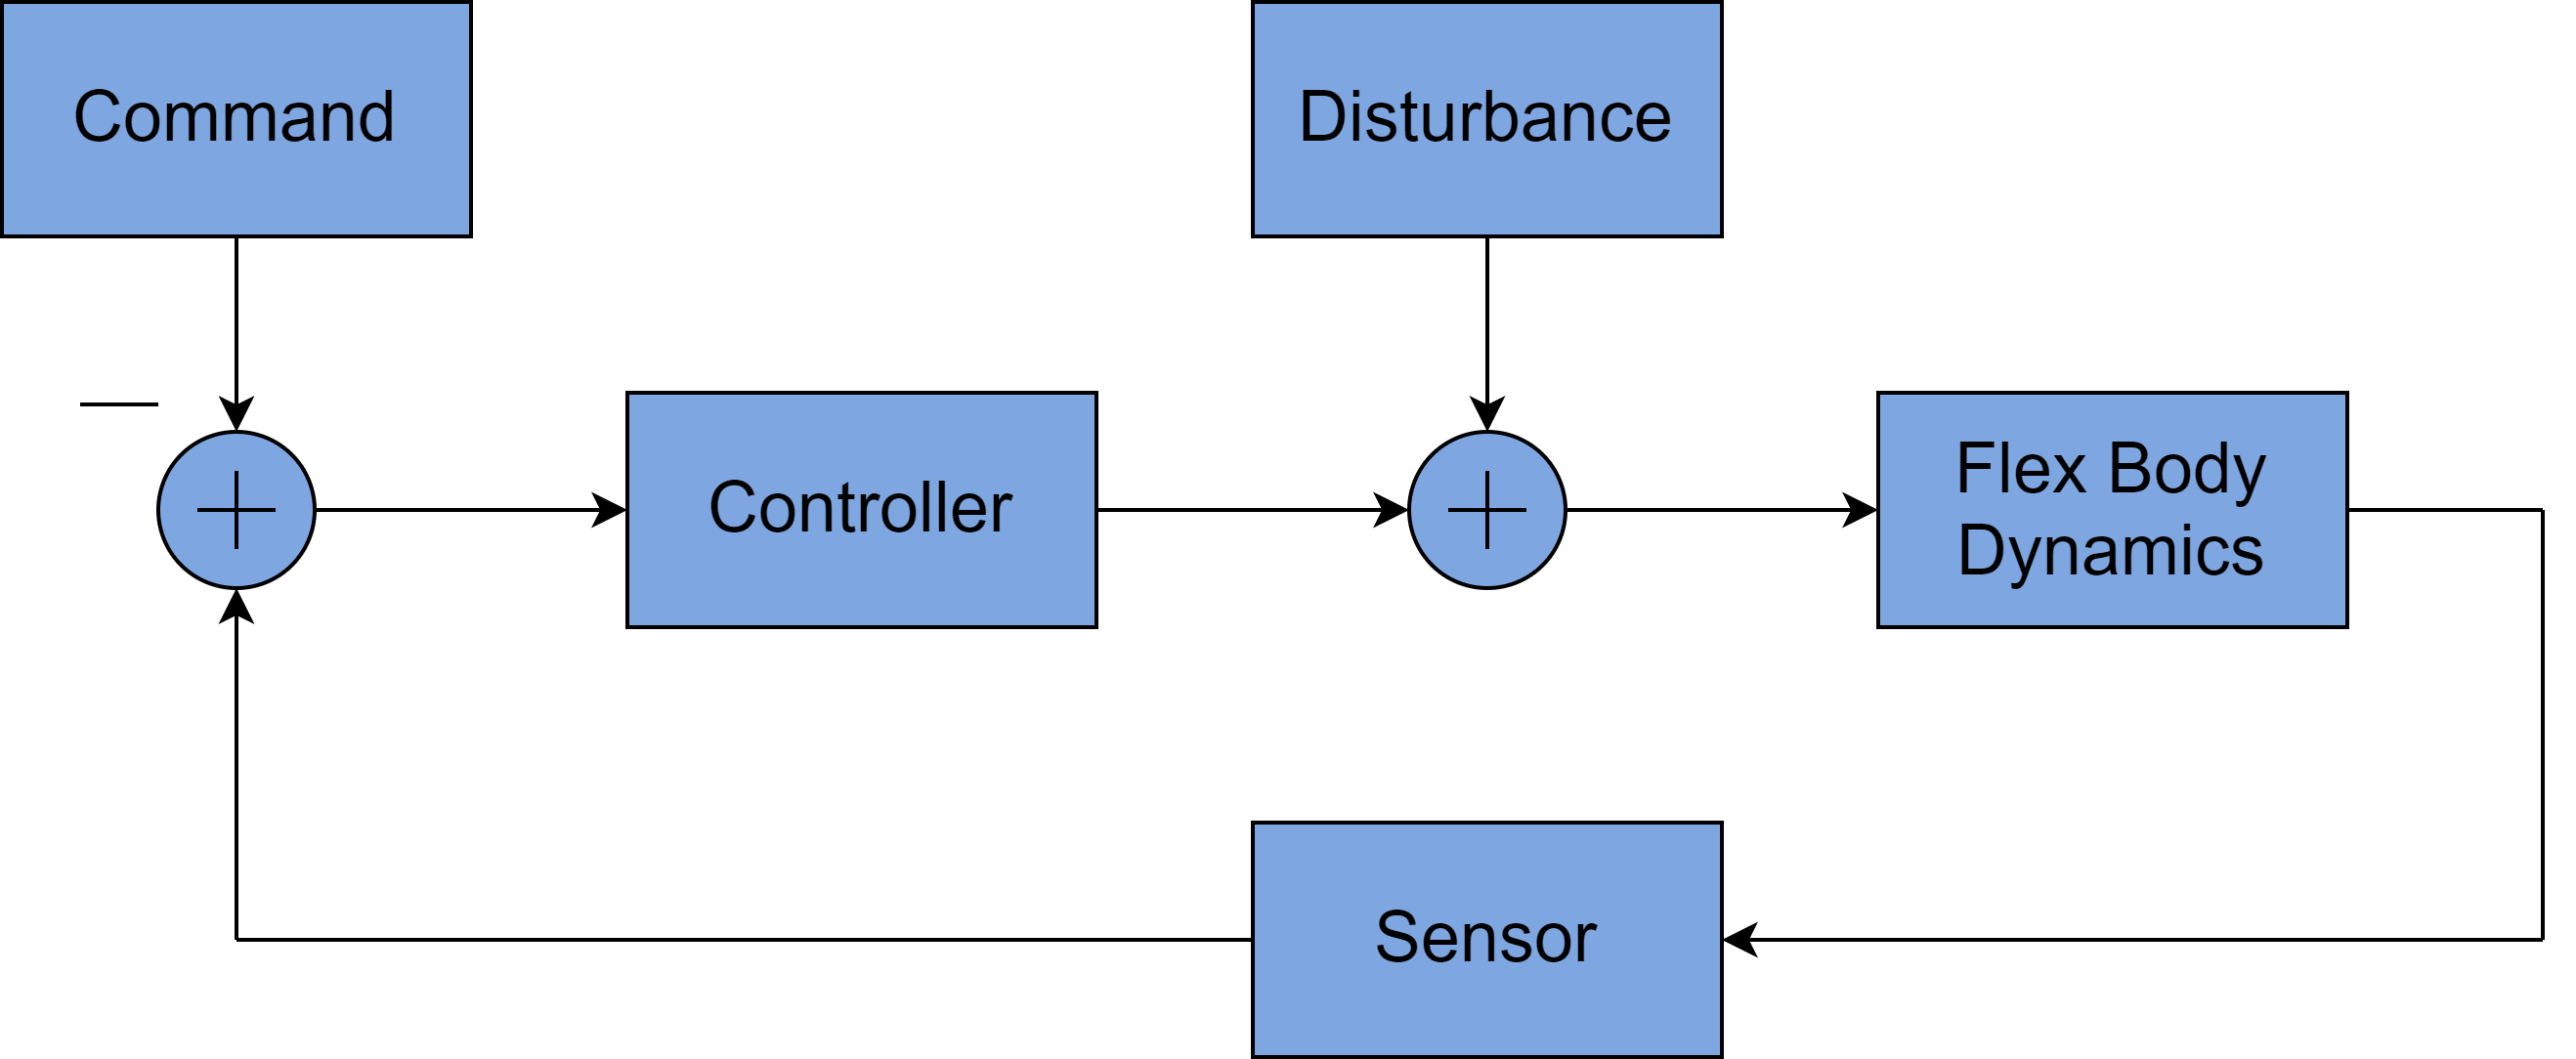 Command
Disturbance
—
Controller
Flex Body
Dynamics
Sensor